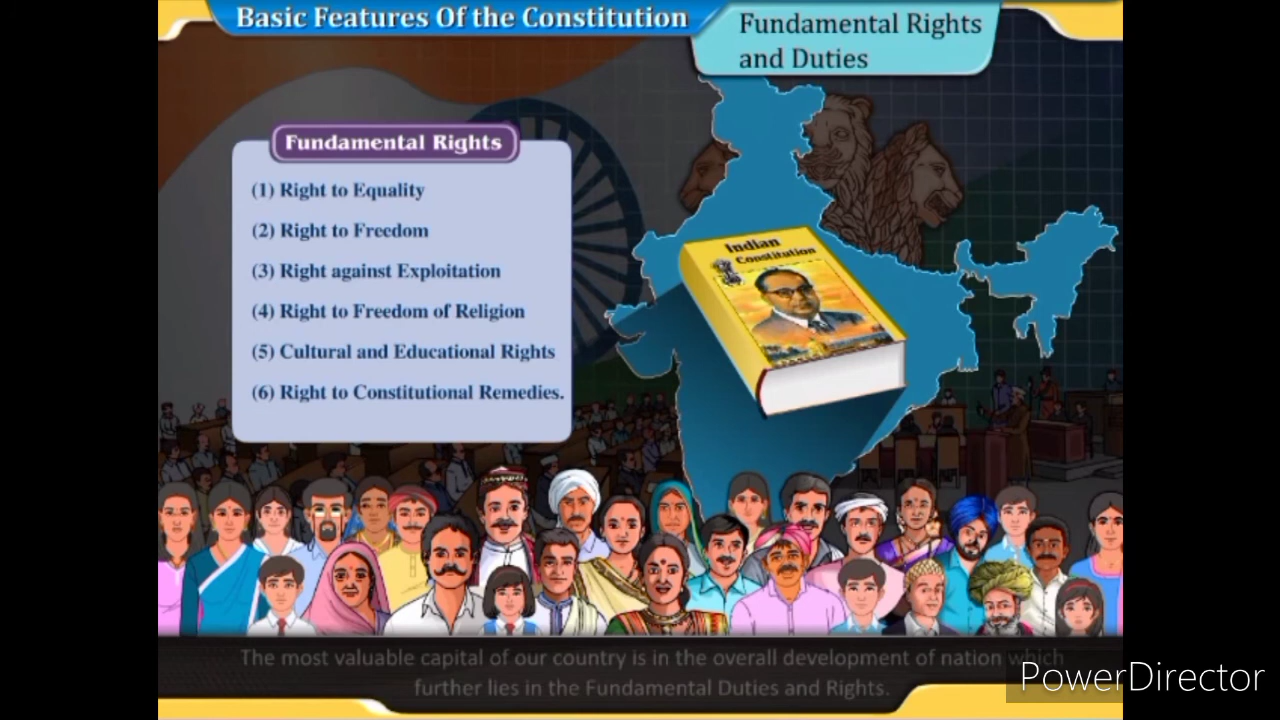 Basic Features Of the Constitution
Fundamental Rights
and Duties
Fundamental Rights
(1) Right to Equality
(2) Right to Freedom
(3) Right against Exploitation
(4) Right to Freedom of Religion
(5) Cultural and Educational Rights
(6) Right to Constitutional Remedies.
Indian
Constitution
The most valuable capital of our country is in the overall development of nation which
further lies in the Fundamental Duties and Rights.
PowerDirector